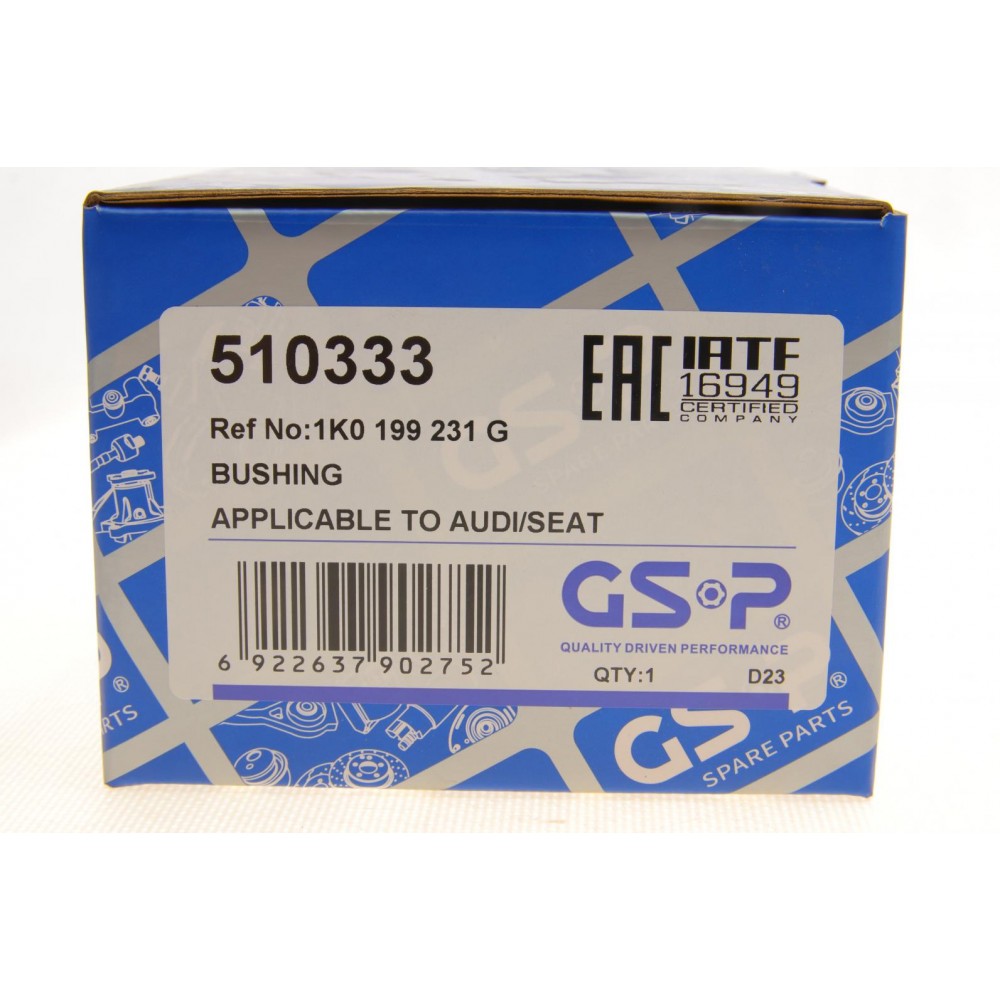 510333
EAC
IATF
16949
CERTIFIED
COMPANY
Ref No:1K0 199 231 G
BUSHING
APPLICABLE TO AUDI/SEAT
6 922637 902752
GSP®
QUALITY DRIVEN PERFORMANCE
QTY:1
D23
GSP
SPARE PARTS
®
ARTS